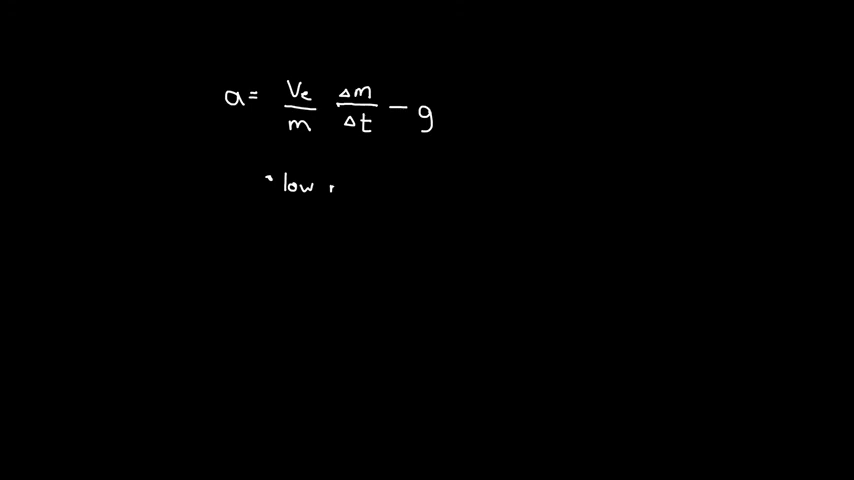 a = Ve/m Δm/Δt − g
• low